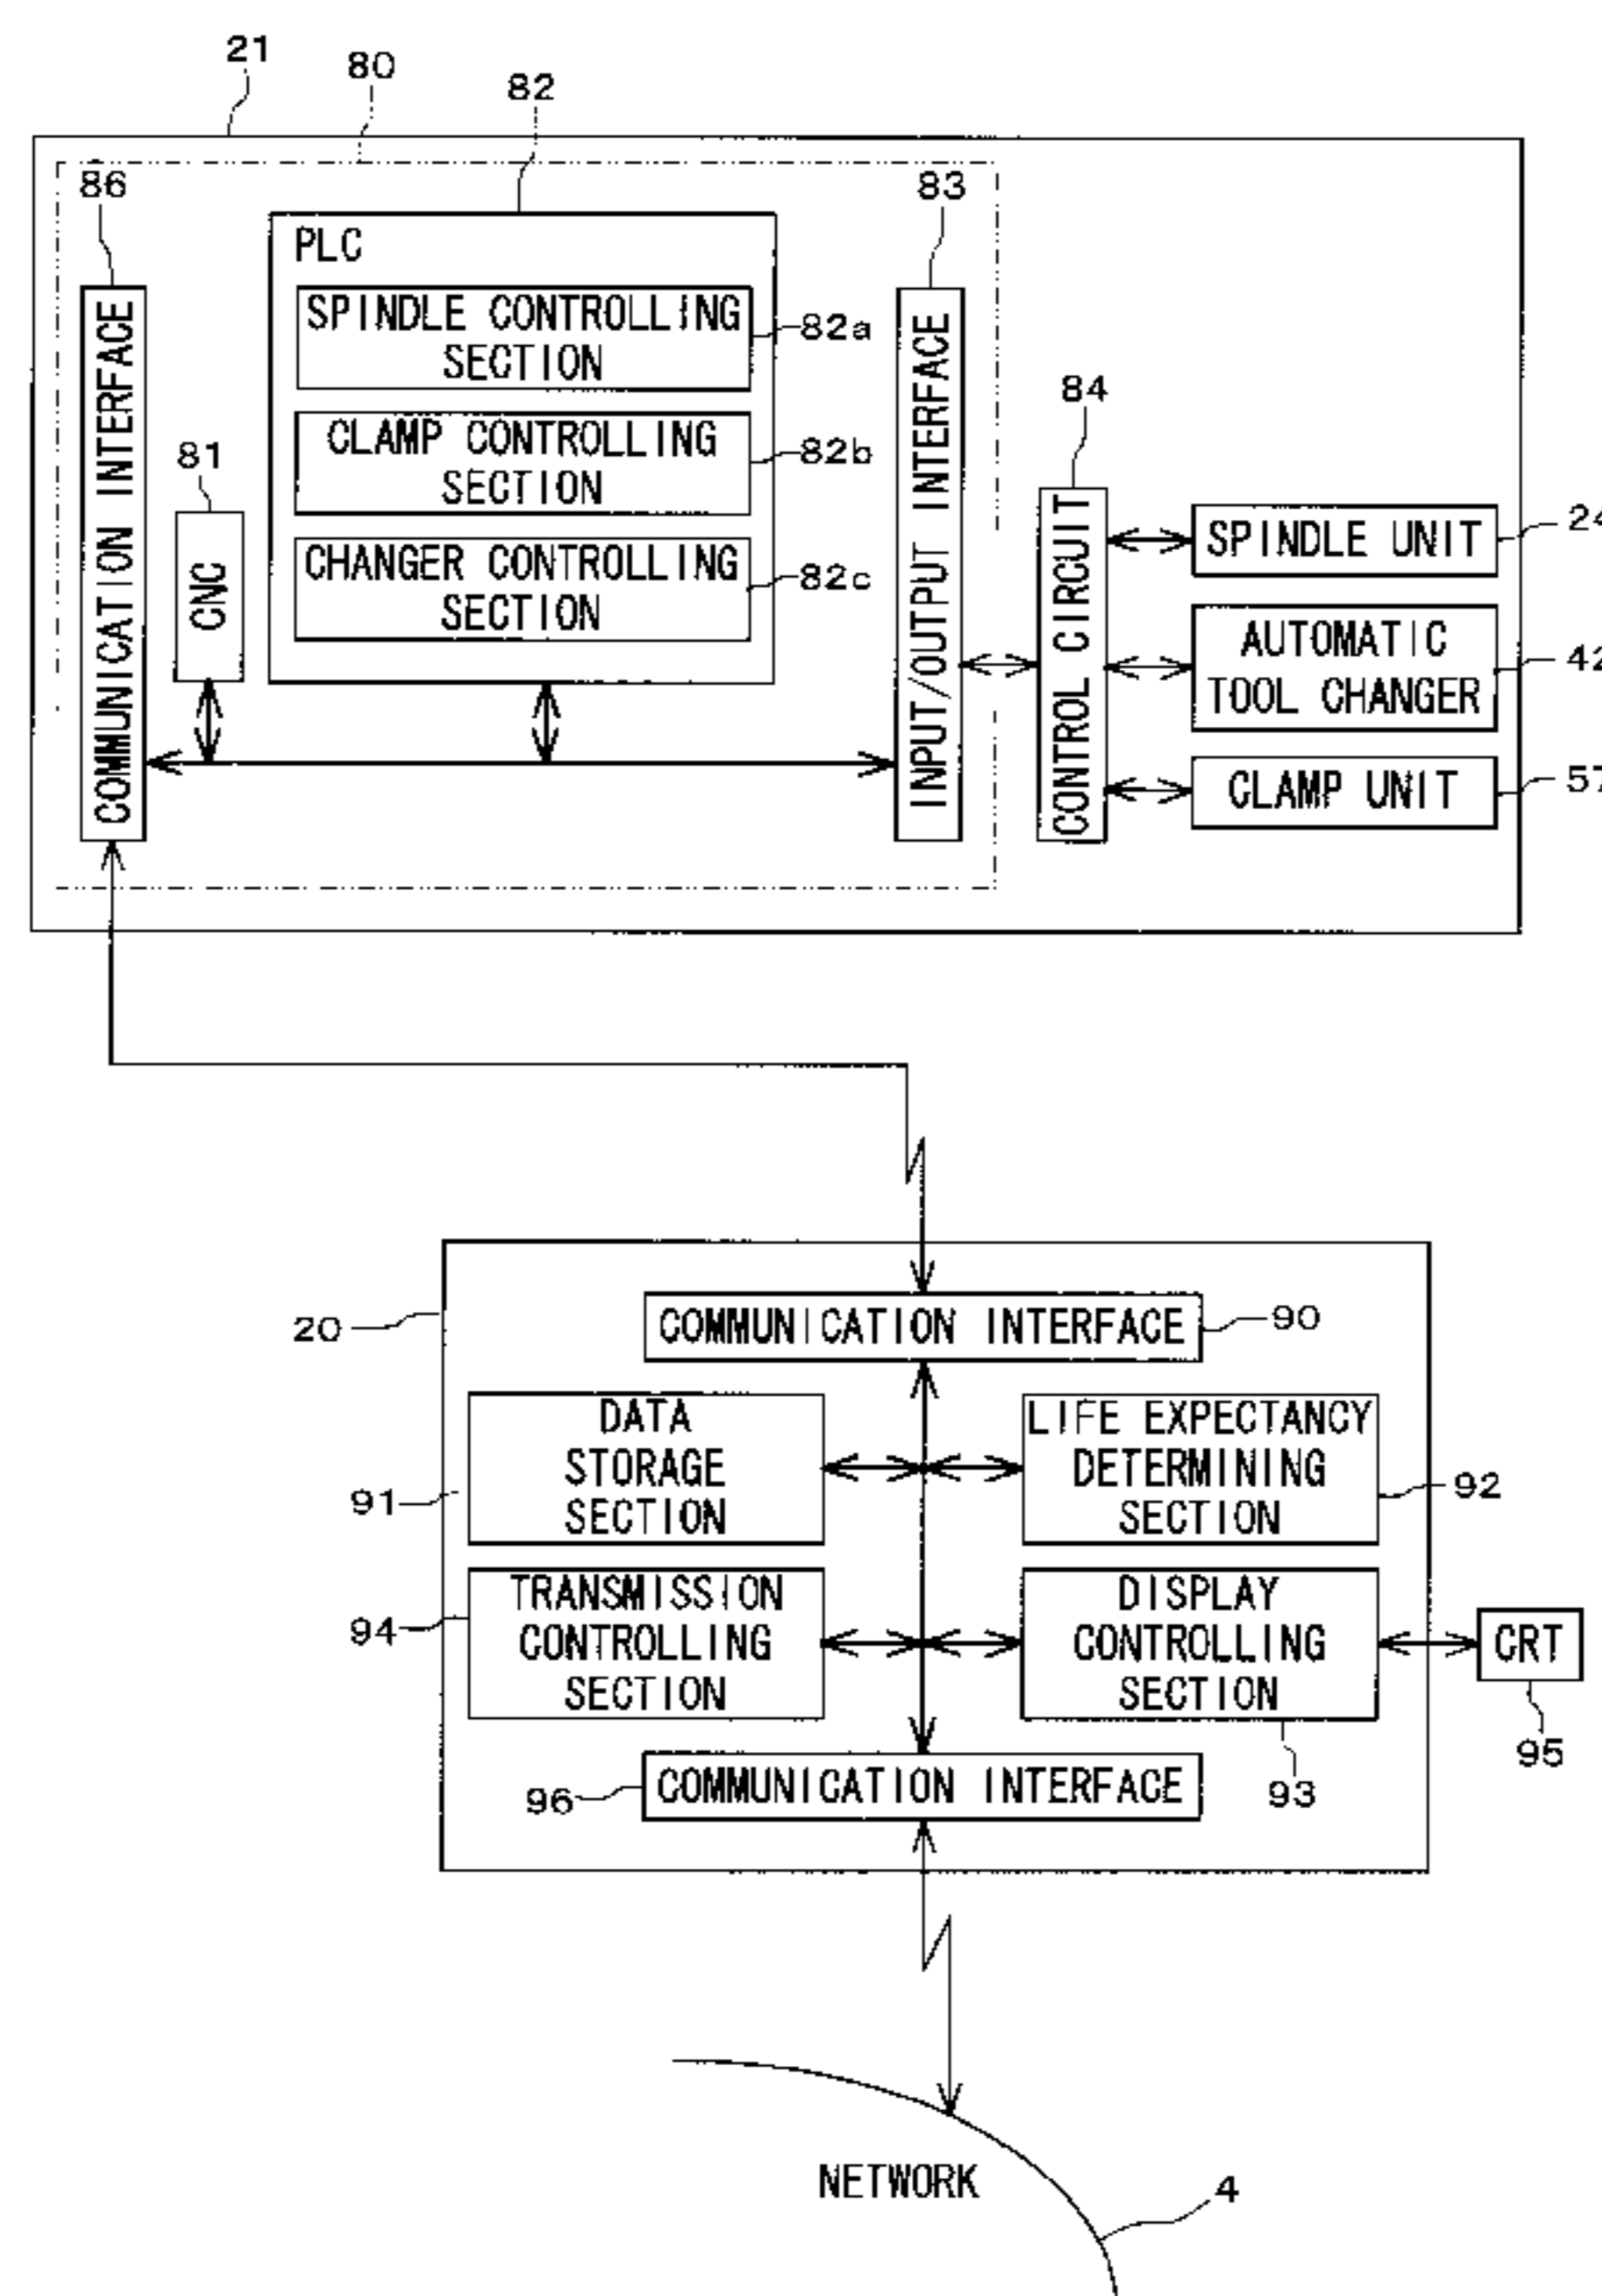 21
80
82
86
83
PLC
SPINDLE CONTROLLING
SECTION
82a
84
COMMUNICATION INTERFACE
81
CNC
CLAMP CONTROLLING
SECTION
82b
CHANGER CONTROLLING
SECTION
82c
INPUT/OUTPUT INTERFACE
CONTROL CIRCUIT
SPINDLE UNIT
24
AUTOMATIC
TOOL CHANGER
42
CLAMP UNIT
57
20
COMMUNICATION INTERFACE
90
DATA
STORAGE
SECTION
91
LIFE EXPECTANCY
DETERMINING
SECTION
92
TRANSMISSION
CONTROLLING
SECTION
94
DISPLAY
CONTROLLING
SECTION
93
CRT
95
COMMUNICATION INTERFACE
96
NETWORK
4